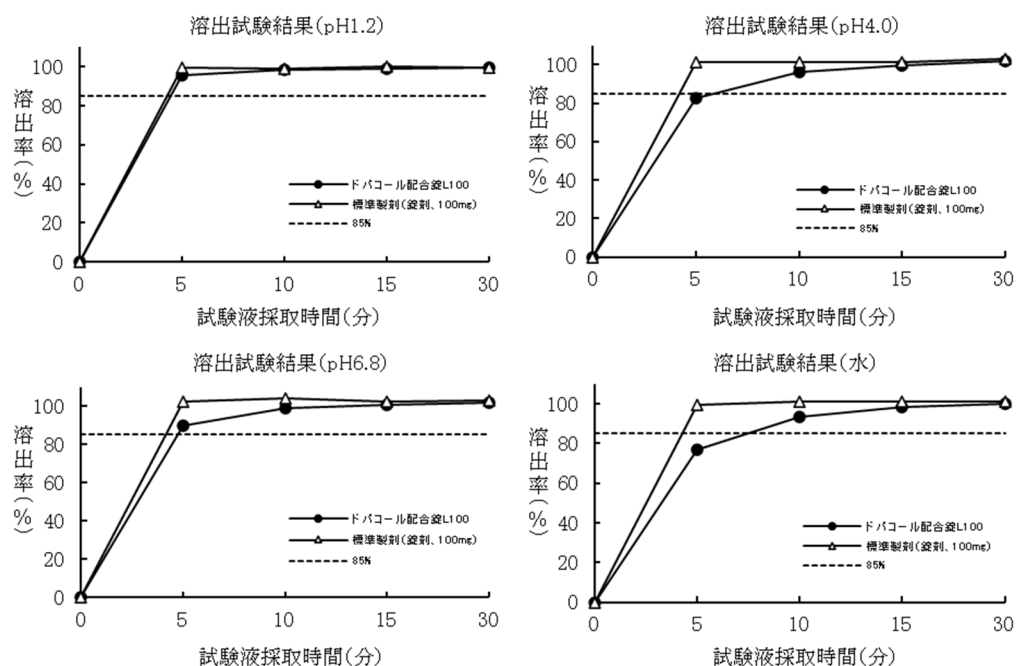 溶出試験結果(pH1.2)
100
80
60
40
20
0
溶出率(%)
ドパコール配合錠L100
標準製剤(錠剤、100mg)
85%
0 5 10 15 30
試験液採取時間(分)
溶出試験結果(pH4.0)
100
80
60
40
20
0
溶出率(%)
ドパコール配合錠L100
標準製剤(錠剤、100mg)
85%
0 5 10 15 30
試験液採取時間(分)
溶出試験結果(pH6.8)
100
80
60
40
20
0
溶出率(%)
ドパコール配合錠L100
標準製剤(錠剤、100mg)
85%
0 5 10 15 30
試験液採取時間(分)
溶出試験結果(水)
100
80
60
40
20
0
溶出率(%)
ドパコール配合錠L100
標準製剤(錠剤、100mg)
85%
0 5 10 15 30
試験液採取時間(分)